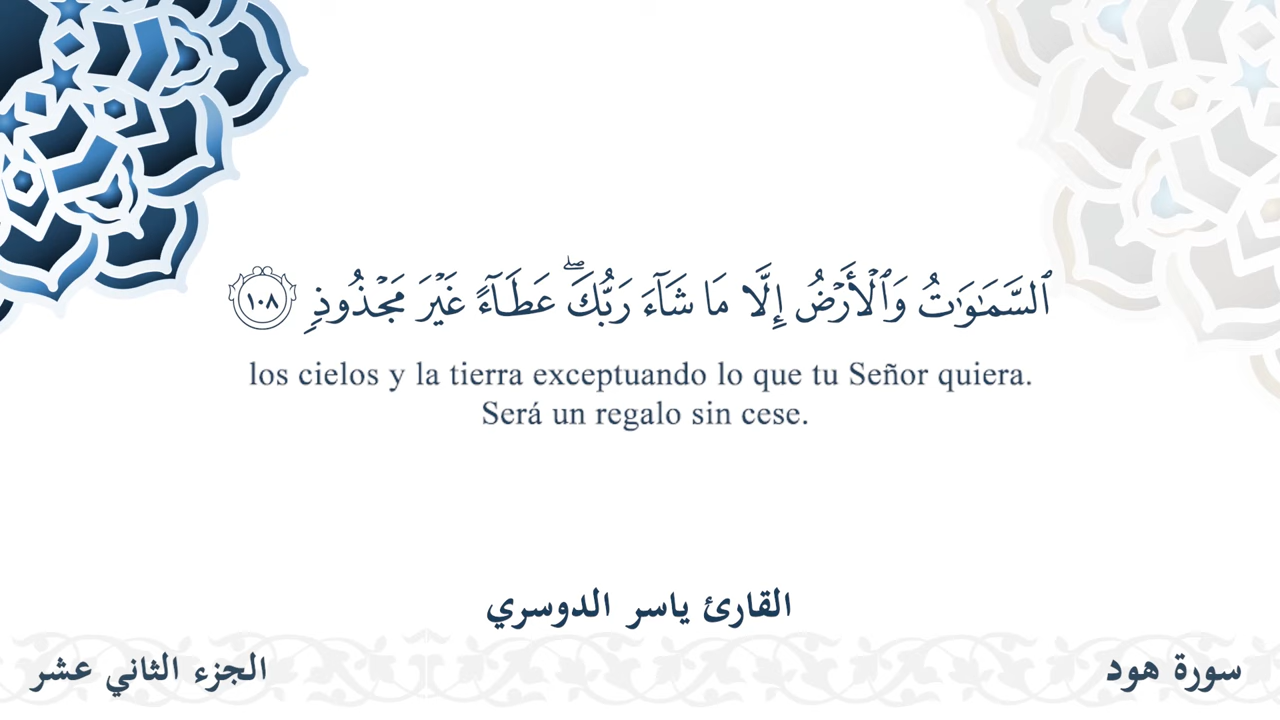 ٱلسَّمَٰوَٰتُ وَٱلْأَرْضُ إِلَّا مَا شَآءَ رَبُّكَ ۖ عَطَآءً غَيْرَ مَجْذُوذٍۢ ١٠٨
los cielos y la tierra exceptuando lo que tu Señor quiera.
Será un regalo sin cese.
القارئ ياسر الدوسري
سورة هود
الجزء الثاني عشر